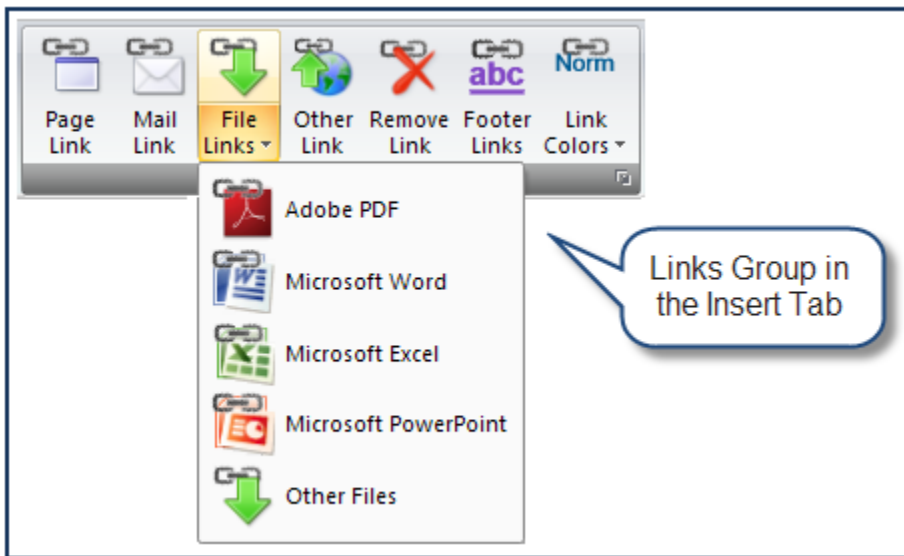 Norm
abc
Page Link
Mail Link
File Links
Other Link
Remove Link
Footer Links
Link Colors
Adobe PDF
Microsoft Word
Microsoft Excel
Microsoft PowerPoint
Other Files
Links Group in
the Insert Tab